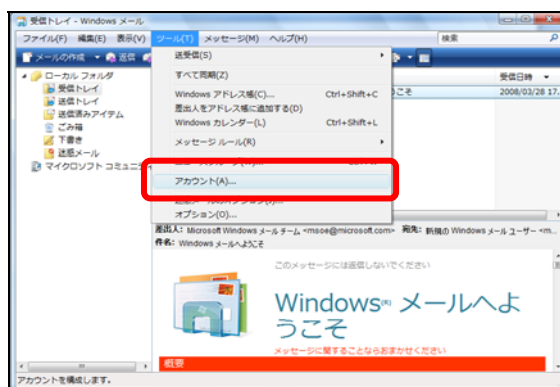 受信トレイ - Windows メール
ファイル(F) 編集(E) 表示(V) ツール(T) メッセージ(M) ヘルプ(H)
検索
メールの作成 返信
ローカル フォルダ
受信トレイ
送信トレイ
送信済みアイテム
ごみ箱
下書き
迷惑メール
マイクロソフト コミュニティ
送受信(S)
すべて同期(Z)
Windows アドレス帳(C)... Ctrl+Shift+C
差出人をアドレス帳に追加する(D)
Windows カレンダー(L) Ctrl+Shift+L
メッセージ ルール(R)
アカウント(A)...
オプション(O)...
受信日時
こそ 2008/03/28 17.
差出人: Microsoft Windows メール チーム <msoe@microsoft.com> 宛先: 新規の Windows メール ユーザー <m...
件名: Windows メールへようこそ
このメッセージには返信しないでください
Windows® メールへよ
うこそ
メッセージに関することならおまかせください
概要
アカウントを構成します。